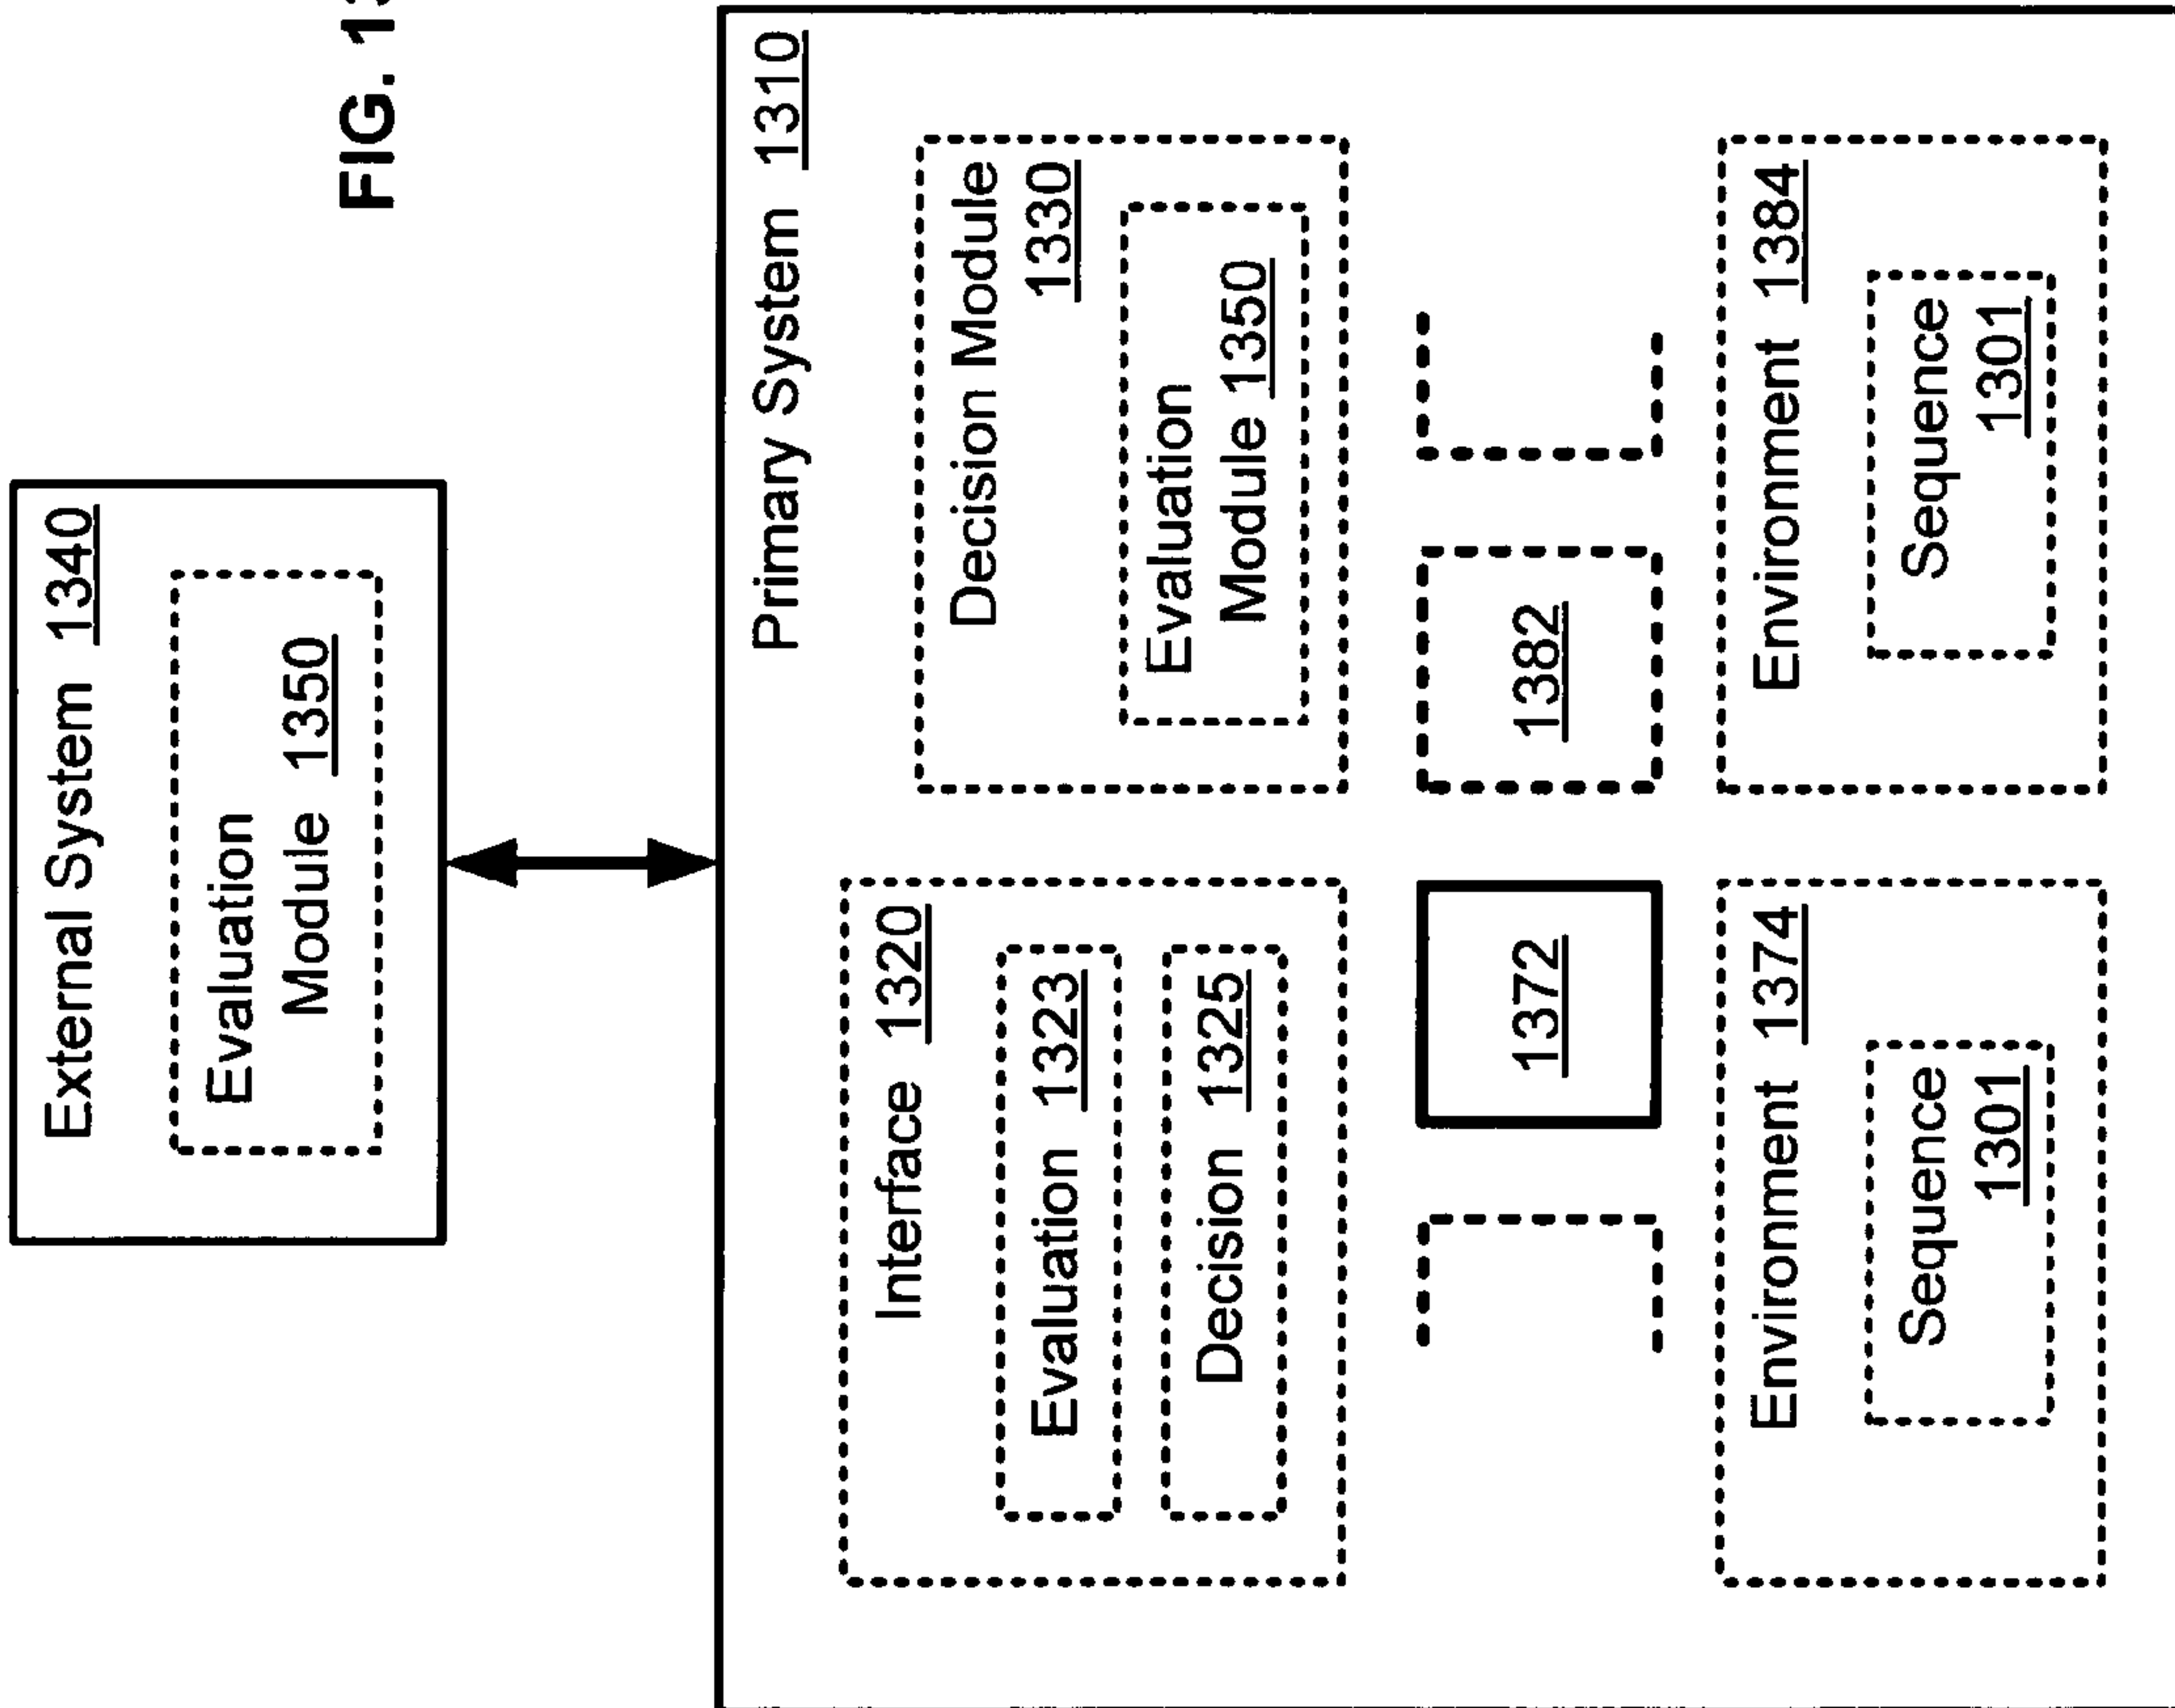 FIG. 1
External System 1340
Evaluation
Module 1350
Primary System 1310
Interface 1320
Evaluation 1323
Decision 1325
Decision Module
1330
Evaluation
Module 1350
1372
1382
Environment 1374
Sequence
1301
Environment 1384
Sequence
1301